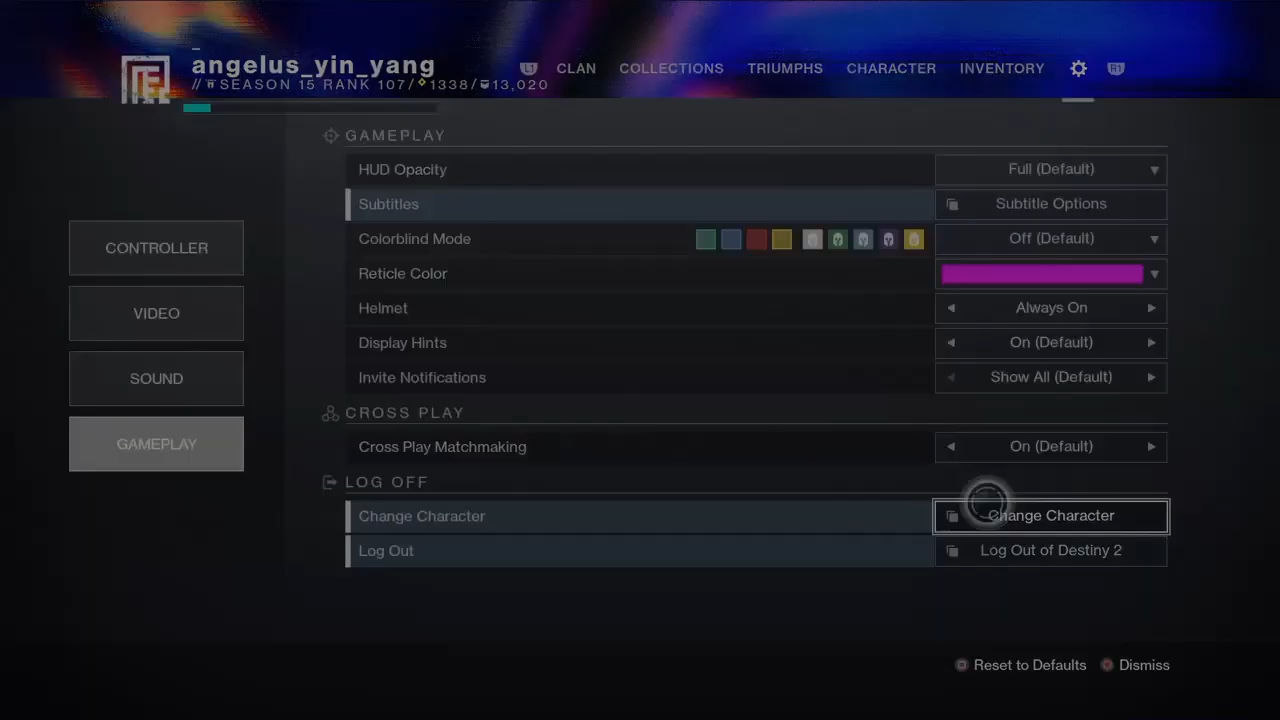 angelus_yin_yang
// SEASON 15 RANK 107/ 1338/ 13,020
L1 CLAN COLLECTIONS TRIUMPHS CHARACTER INVENTORY R1
CONTROLLER
VIDEO
SOUND
GAMEPLAY
GAMEPLAY
HUD Opacity Full (Default)
Subtitles Subtitle Options
Colorblind Mode Off (Default)
Reticle Color
Helmet Always On
Display Hints On (Default)
Invite Notifications Show All (Default)
CROSS PLAY
Cross Play Matchmaking On (Default)
LOG OFF
Change Character Change Character
Log Out Log Out of Destiny 2
Reset to Defaults Dismiss